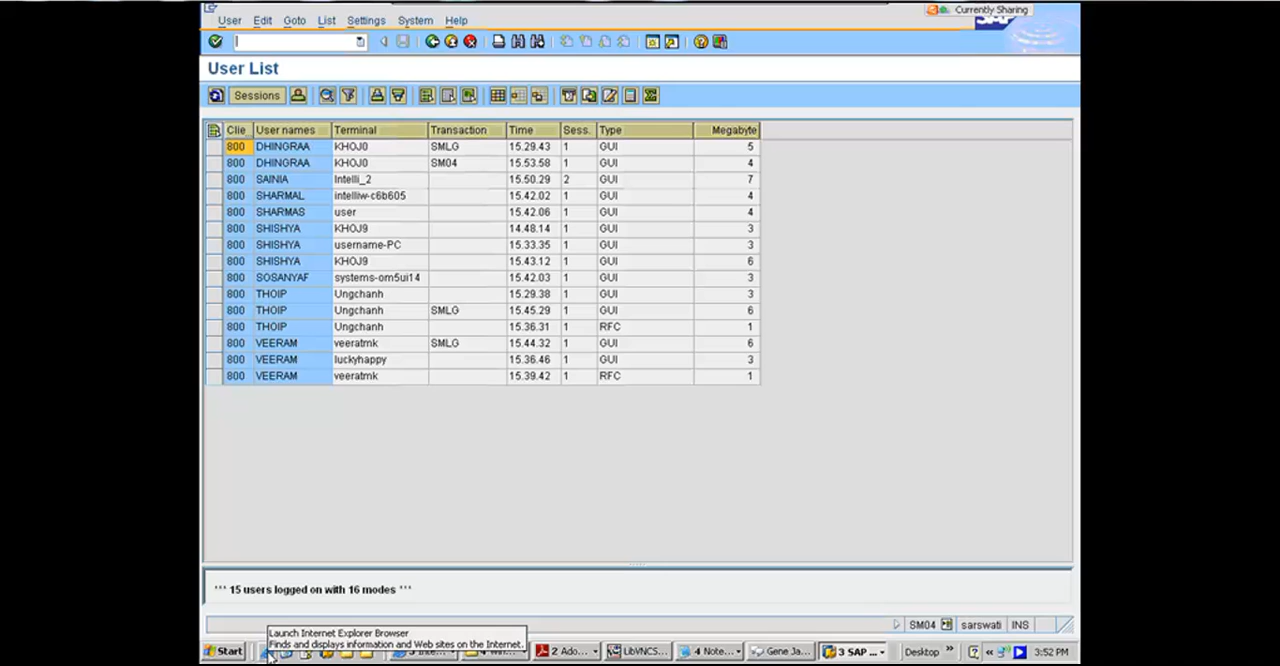 Currently Sharing
User Edit Goto List Settings System Help
User List
Sessions
Clie User names Terminal Transaction Time Sess. Type Megabyte
800 DHINGRAA KHOJ0 SMLG 15.29.43 1 GUI 5
800 DHINGRAA KHOJ0 SM04 15.53.58 1 GUI 4
800 SAINIA Intelli_2 15.50.29 2 GUI 7
800 SHARMAL intelliw-c6b605 15.42.02 1 GUI 4
800 SHARMAS user 15.42.06 1 GUI 4
800 SHISHYA KHOJ9 14.48.14 1 GUI 3
800 SHISHYA username-PC 15.33.35 1 GUI 3
800 SHISHYA KHOJ9 15.43.12 1 GUI 6
800 SOSANYAF systems-om5ui14 15.42.03 1 GUI 3
800 THOIP Ungchanh 15.29.38 1 GUI 3
800 THOIP Ungchanh SMLG 15.45.29 1 GUI 6
800 THOIP Ungchanh 15.36.31 1 RFC 1
800 VEERAM veeratmk SMLG 15.44.32 1 GUI 6
800 VEERAM luckyhappy 15.36.46 1 GUI 3
800 VEERAM veeratmk 15.39.42 1 RFC 1
*** 15 users logged on with 16 modes ***
SM04 sarswati INS
Launch Internet Explorer Browser
Finds and displays information and Web sites on the Internet.
Start 2 Ado... LibVNCS... 4 Note... Gene Ja... 3 SAP ... Desktop 3:52 PM